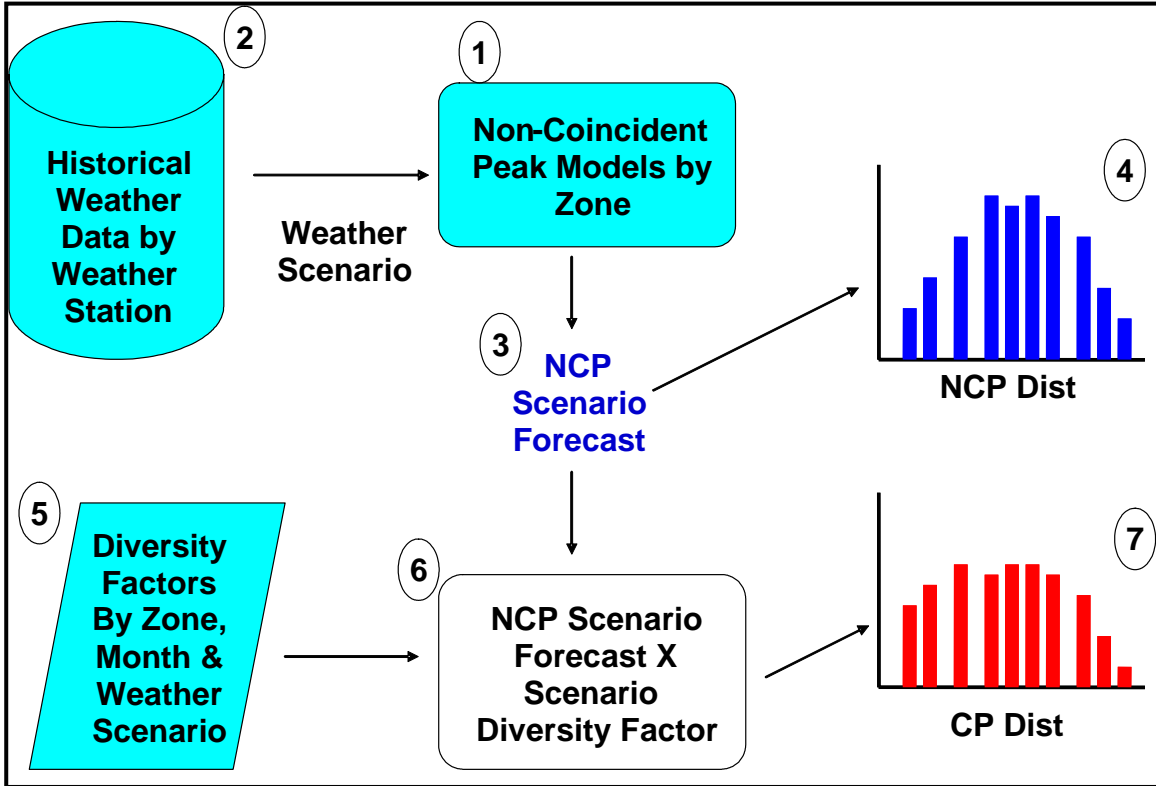 2
Historical
Weather
Data by
Weather
Station
Weather
Scenario
1
Non-Coincident
Peak Models by
Zone
3
NCP
Scenario
Forecast
4
NCP Dist
5
Diversity
Factors
By Zone,
Month &
Weather
Scenario
6
NCP Scenario
Forecast X
Scenario
Diversity Factor
7
CP Dist